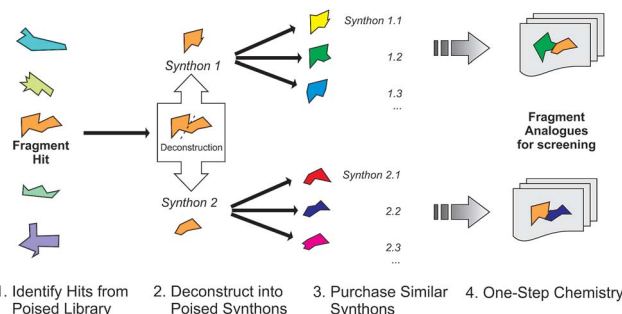 Fragment
Hit
Synthon 1
Deconstruction
Synthon 2
Synthon 1.1
1.2
1.3
...
Synthon 2.1
2.2
2.3
...
Fragment
Analogues
for screening
1. Identify Hits from
Poised Library
2. Deconstruct into
Poised Synthons
3. Purchase Similar
Synthons
4. One-Step Chemistry